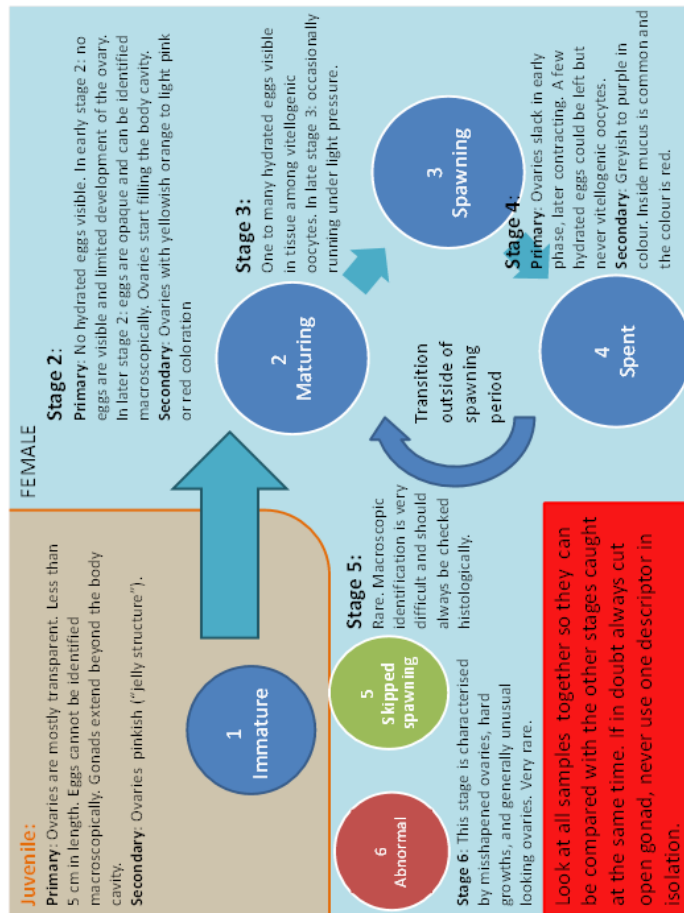 Juvenile:
Primary: Ovaries are mostly transparent. Less than
5 cm in length. Eggs cannot be identified
macroscopically. Gonads extend beyond the body
cavity.
Secondary: Ovaries pinkish (“jelly structure”).
1
Immature
FEMALE
Stage 2:
Primary: No hydrated eggs visible. In early stage 2: no
eggs are visible and limited development of the ovary.
In later stage 2: eggs are opaque and can be identified
macroscopically. Ovaries start filling the body cavity.
Secondary: Ovaries with yellowish orange to light pink
or red coloration
2
Maturing
Stage 3:
One to many hydrated eggs visible
in tissue among vitellogenic
oocytes. In late stage 3: occasionally
running under light pressure.
3
Spawning
Stage 4:
Primary: Ovaries slack in early
phase, later contracting. A few
hydrated eggs could be left but
never vitellogenic oocytes.
Secondary: Greyish to purple in
colour. Inside mucus is common and
the colour is red.
4
Spent
Transition
outside of
spawning
period
Stage 5:
Rare. Macroscopic
identification is very
difficult and should
always be checked
histologically.
5
Skipped
spawning
6
Abnormal
Stage 6: This stage is characterised
by misshapened ovaries, hard
growths, and generally unusual
looking ovaries. Very rare.
Look at all samples together so they can
be compared with the other stages caught
at the same time. If in doubt always cut
open gonad, never use one descriptor in
isolation.